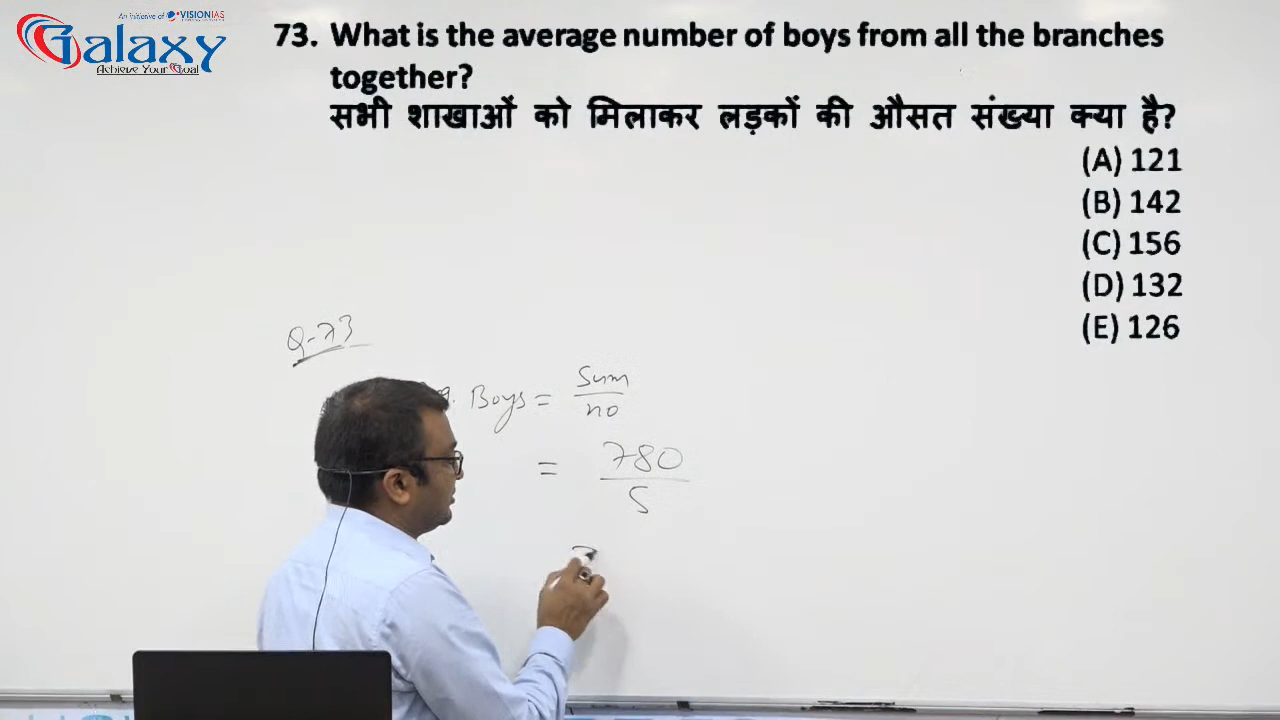 An initiative of VISIONIAS
Galaxy
Achieve Your Goal
73. What is the average number of boys from all the branches
together?
सभी शाखाओं को मिलाकर लड़कों की औसत संख्या क्या है?
(A) 121
(B) 142
(C) 156
(D) 132
(E) 126
Q-73
Boys = Sum
no
= 780
5